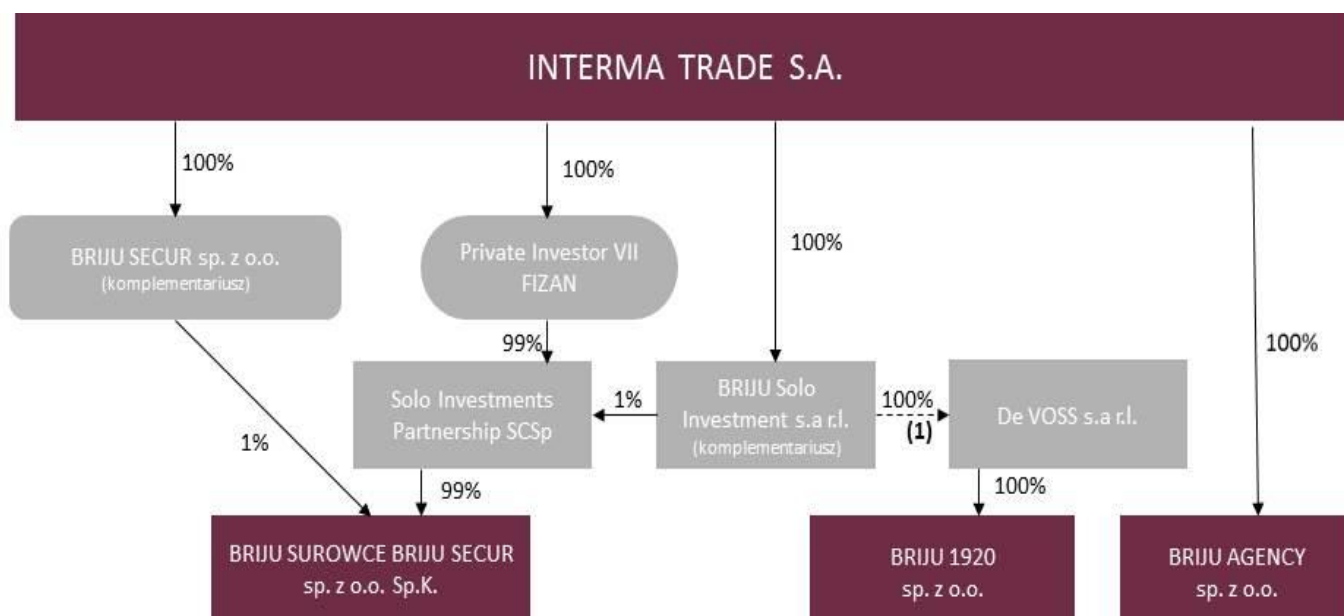 INTERMA TRADE S.A.
100%
100%
100%
100%
BRIJU SECUR sp. z o.o.
(komplementariusz)
Private Investor VII
FIZAN
99%
1%
Solo Investments
Partnership SCSp
1%
BRIJU Solo
Investment s.a r.l.
(komplementariusz)
100%
(1)
De VOSS s.a r.l.
99%
100%
BRIJU SUROWCE BRIJU SECUR
sp. z o.o. Sp.K.
BRIJU 1920
sp. z o.o.
BRIJU AGENCY
sp. z o.o.